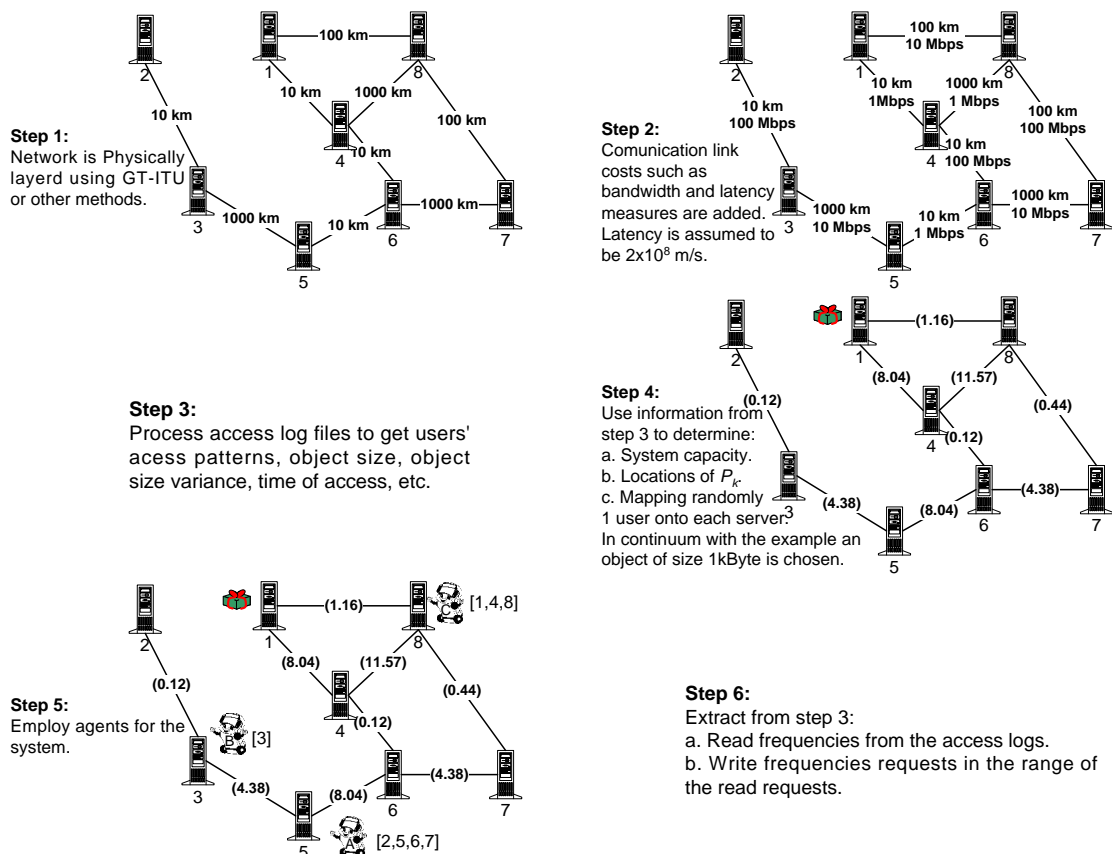 100 km
2
1
8
10 km
1000 km
10 km
100 km
Step 1:
Network is Physically
layerd using GT-ITU
or other methods.
4
10 km
1000 km
3
1000 km
10 km
6
7
5
100 km
10 Mbps
2
1
8
10 km
1Mbps
1000 km
1 Mbps
10 km
100 Mbps
100 km
100 Mbps
Step 2:
Comunication link
costs such as
bandwidth and latency
measures are added.
Latency is assumed to
be 2x10⁸ m/s.
4
10 km
100 Mbps
3
1000 km
10 Mbps
10 km
1 Mbps
1000 km
10 Mbps
6
7
5
Step 3:
Process access log files to get users'
acess patterns, object size, object
size variance, time of access, etc.
(1.16)
2
1
8
(8.04)
(11.57)
(0.12)
(0.44)
Step 4:
Use information from
step 3 to determine:
a. System capacity.
b. Locations of Pk.
c. Mapping randomly
1 user onto each server.
In continuum with the example an
object of size 1kByte is chosen.
4
(0.12)
3
(4.38)
(8.04)
(4.38)
6
7
5
(1.16)
C
[1,4,8]
2
1
8
(8.04)
(11.57)
(0.12)
(0.44)
Step 5:
Employ agents for the
system.
4
(0.12)
B
[3]
3
(4.38)
(8.04)
(4.38)
6
7
5
A
[2,5,6,7]
Step 6:
Extract from step 3:
a. Read frequencies from the access logs.
b. Write frequencies requests in the range of
the read requests.